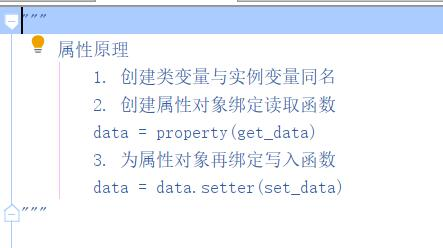 """
属性原理
1. 创建类变量与实例变量同名
2. 创建属性对象绑定读取函数
data = property(get_data)
3. 为属性对象再绑定写入函数
data = data.setter(set_data)
"""